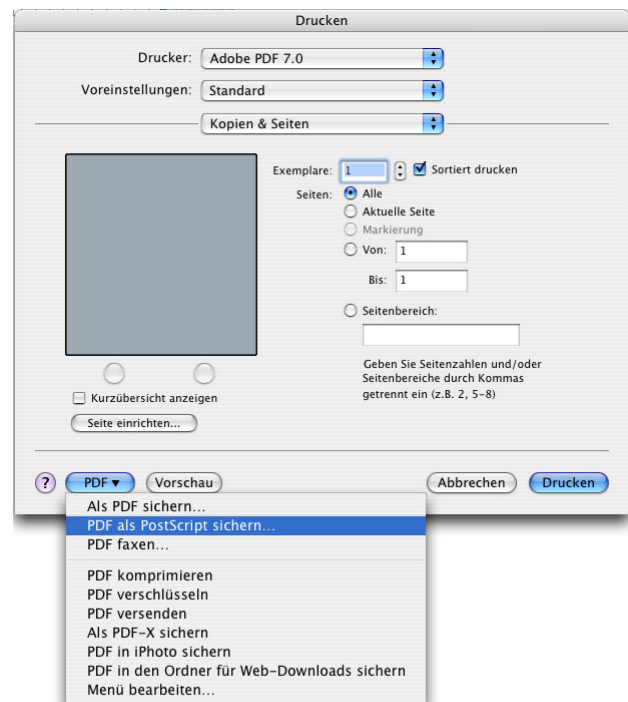 Drucken
Drucker: Adobe PDF 7.0
Voreinstellungen: Standard
Kopien & Seiten
Exemplare: 1 Sortiert drucken
Seiten: Alle
Aktuelle Seite
Markierung
Von: 1
Bis: 1
Seitenbereich:
Geben Sie Seitenzahlen und/oder
Seitenbereiche durch Kommas
getrennt ein (z.B. 2, 5-8)
Kurzübersicht anzeigen
Seite einrichten...
? PDF ▼ Vorschau Abbrechen Drucken
Als PDF sichern...
PDF als PostScript sichern...
PDF faxen...
PDF komprimieren
PDF verschlüsseln
PDF versenden
Als PDF-X sichern
PDF in iPhoto sichern
PDF in den Ordner für Web-Downloads sichern
Menü bearbeiten...